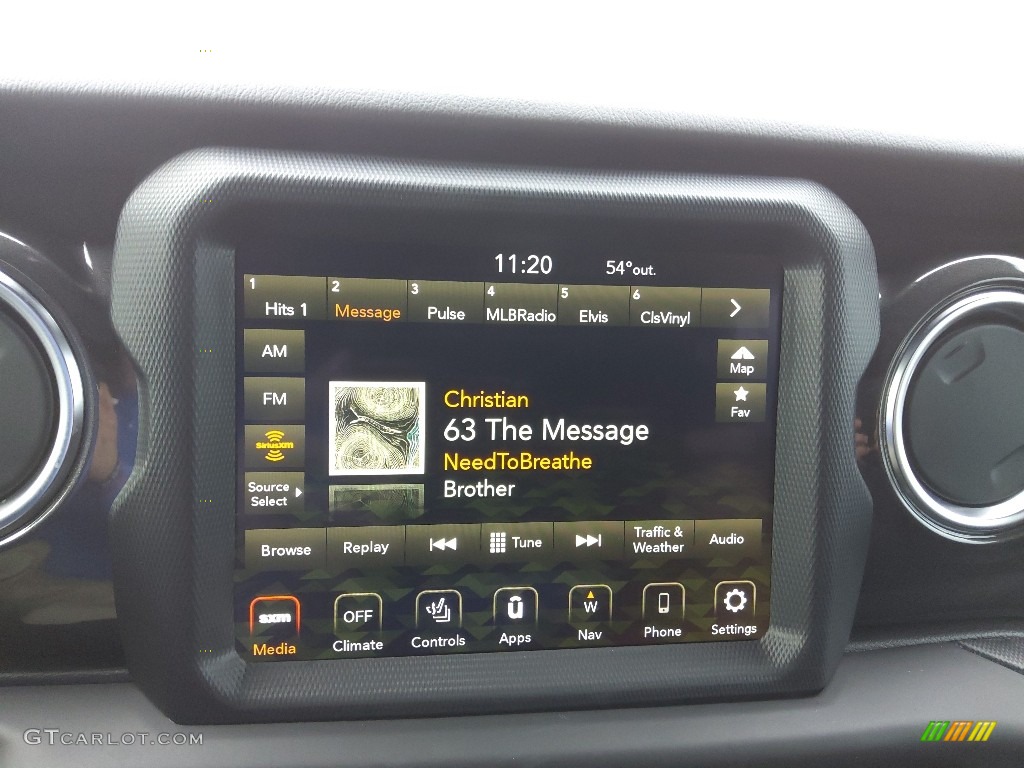 11:20 54°out.
1 2 3 4 5 6
Hits 1 Message Pulse MLBRadio Elvis ClsVinyl
AM
Map
FM
Fav
Christian
63 The Message
SiriusXM
NeedToBreathe
Source
Select
Brother
Browse Replay Tune Traffic &
Weather Audio
sxm OFF W
Media Climate Controls Apps Nav Phone Settings
GTCARLOT.COM